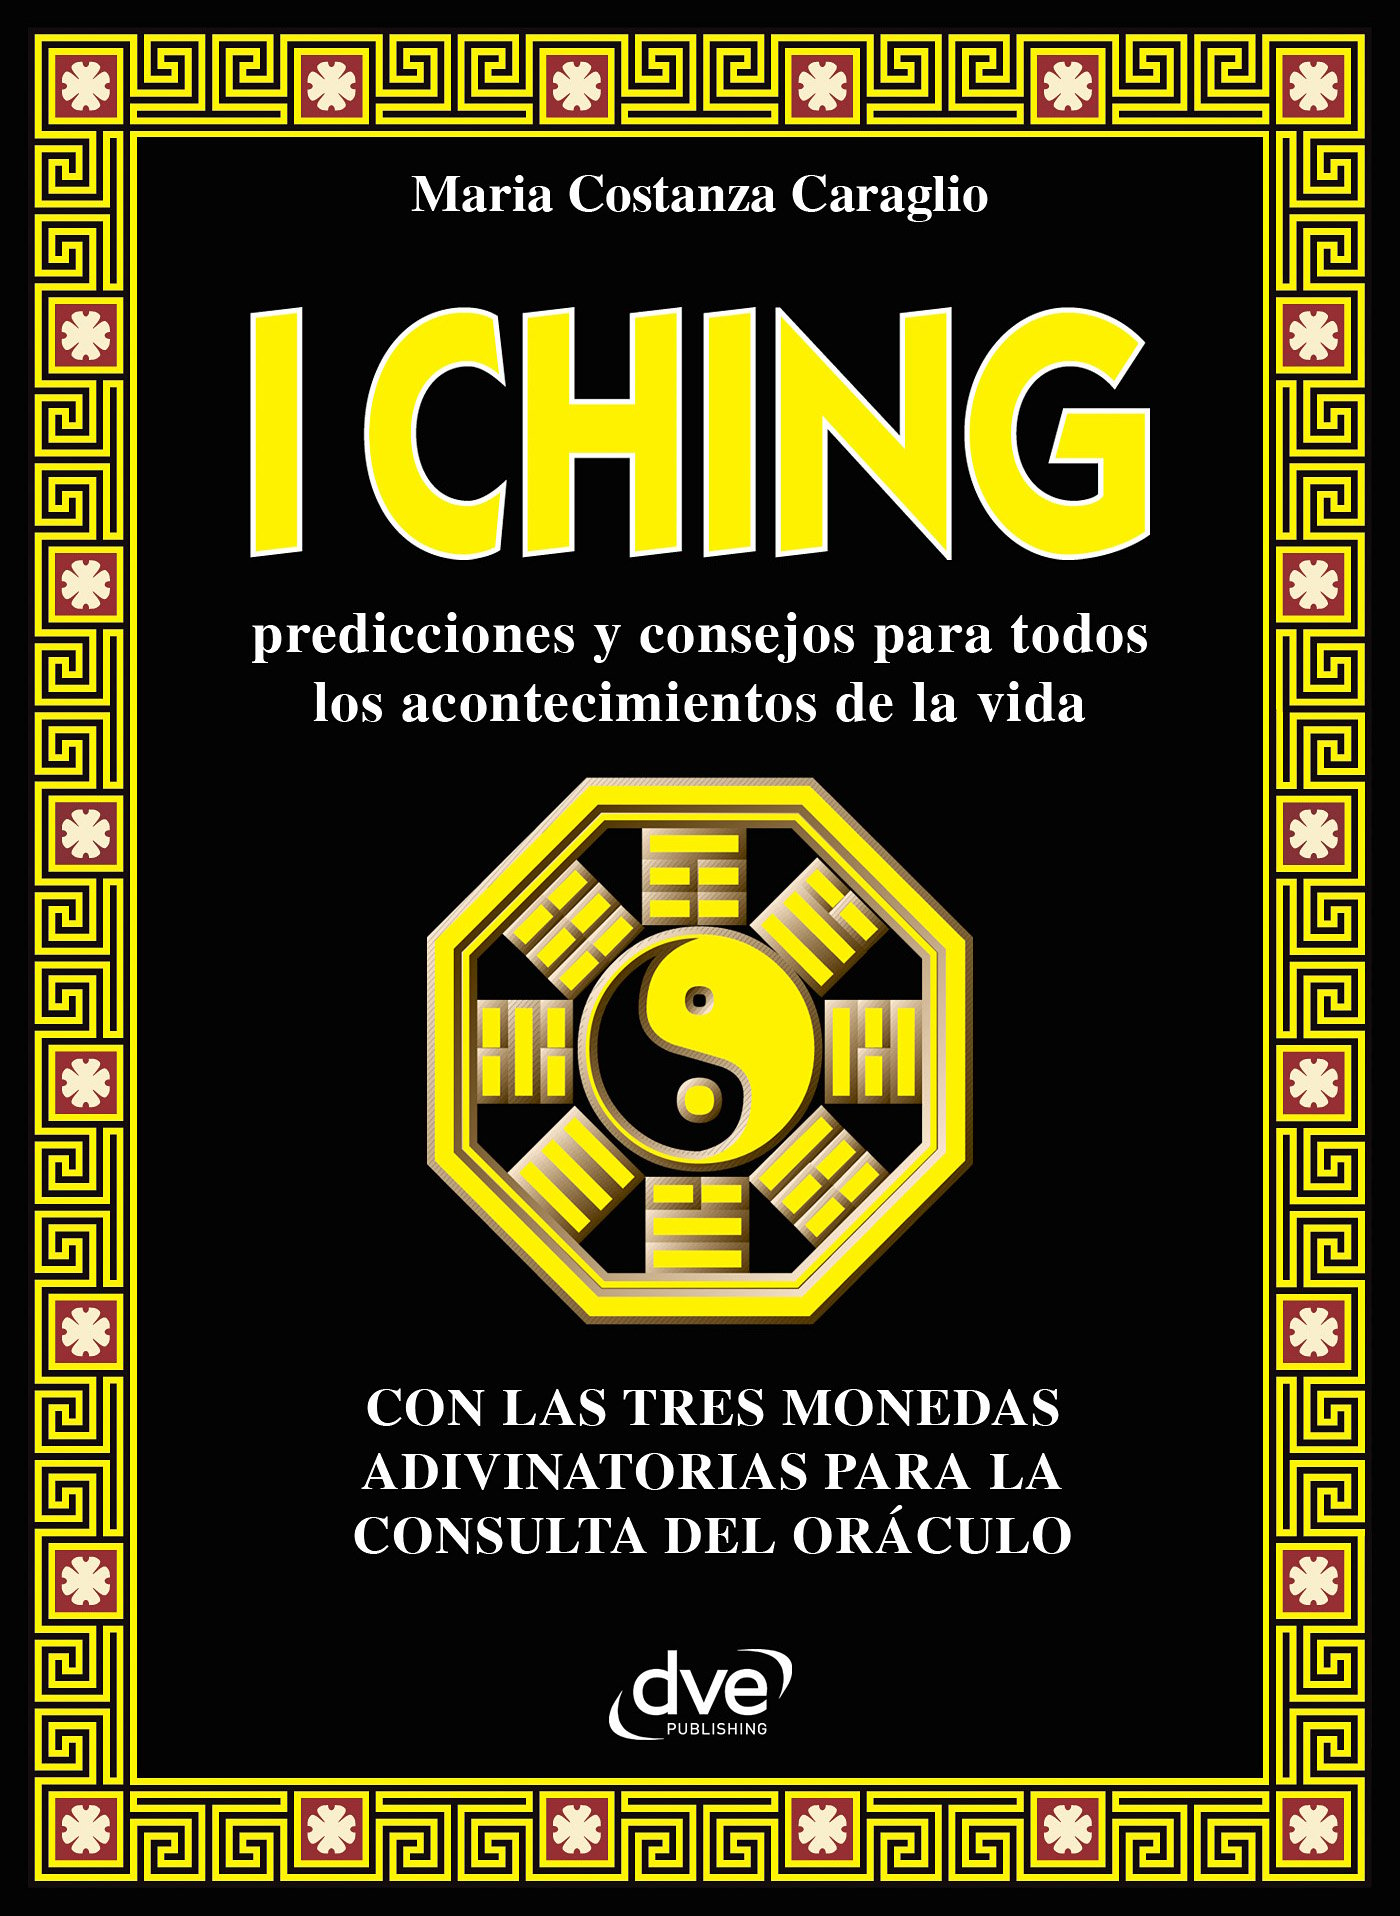 Maria Costanza Caraglio
I CHING
predicciones y consejos para todos
los acontecimientos de la vida
CON LAS TRES MONEDAS
ADIVINATORIAS PARA LA
CONSULTA DEL ORÁCULO
dve
PUBLISHING